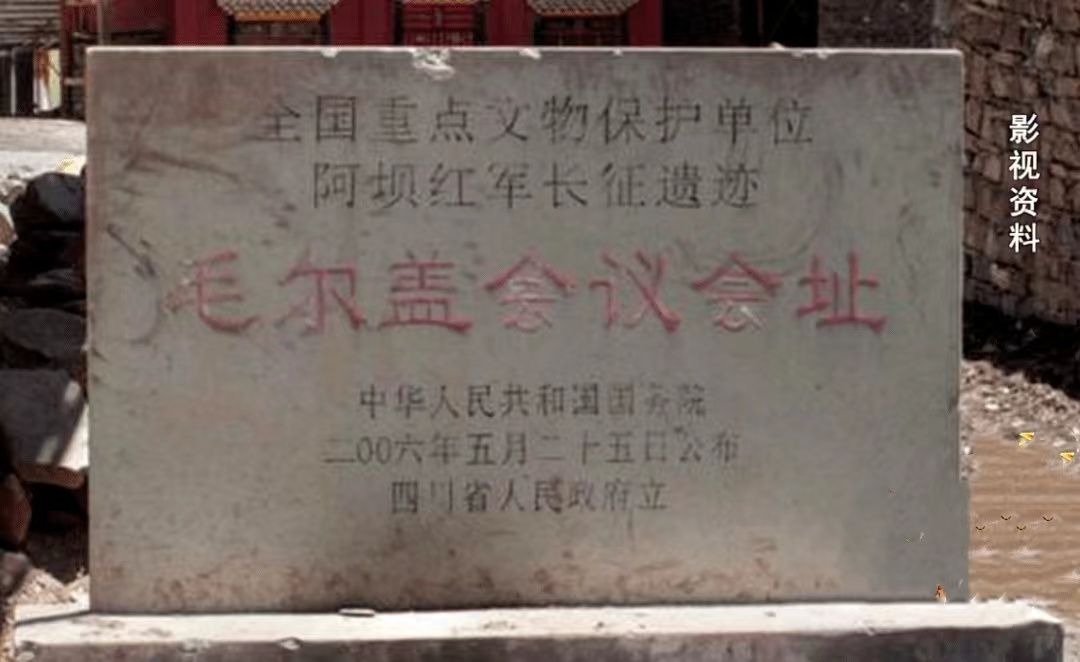 全国重点文物保护单位
阿坝红军长征遗迹
毛尔盖会议会址
中华人民共和国国务院
二00六年五月二十五日公布
四川省人民政府立
影视资料